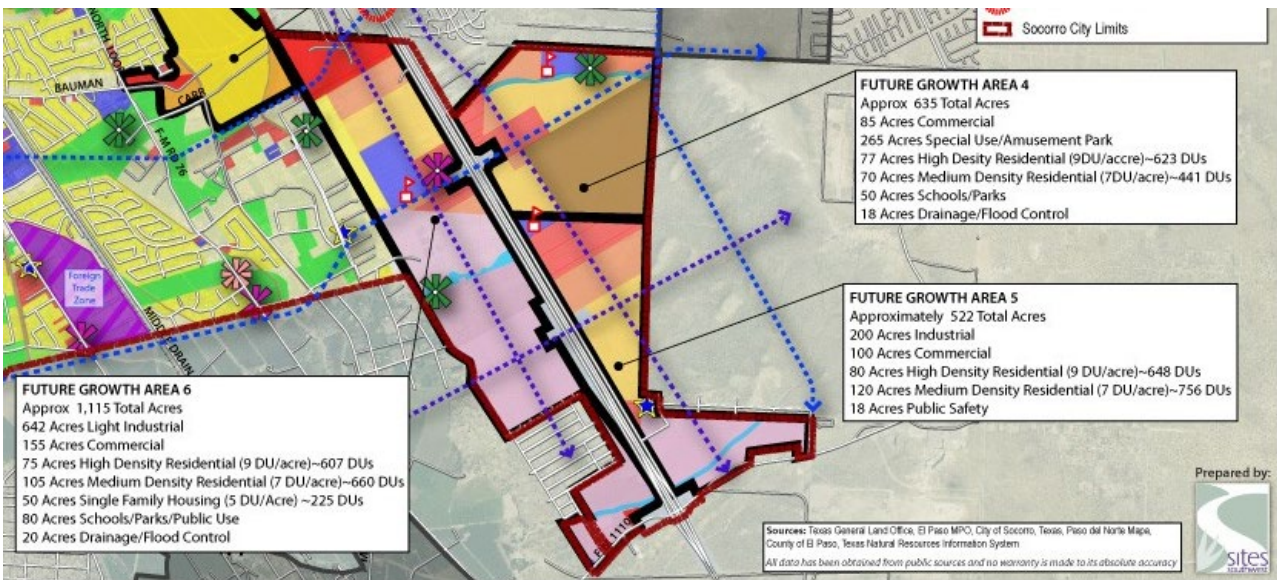 Socorro City Limits
NORTH LOOP
BAUMAN
CARR
F-M RD 76
Foreign
Trade
Zone
MIDDLE DRAIN
FUTURE GROWTH AREA 4
Approx 635 Total Acres
85 Acres Commercial
265 Acres Special Use/Amusement Park
77 Acres High Desity Residential (9DU/accre)~623 DUs
70 Acres Medium Density Residential (7DU/acre)~441 DUs
50 Acres Schools/Parks
18 Acres Drainage/Flood Control
FUTURE GROWTH AREA 5
Approximately 522 Total Acres
200 Acres Industrial
100 Acres Commercial
80 Acres High Density Residential (9 DU/acre)~648 DUs
120 Acres Medium Density Residential (7 DU/acre)~756 DUs
18 Acres Public Safety
FUTURE GROWTH AREA 6
Approx 1,115 Total Acres
642 Acres Light Industrial
155 Acres Commercial
75 Acres High Density Residential (9 DU/acre)~607 DUs
105 Acres Medium Density Residential (7 DU/acre)~660 DUs
50 Acres Single Family Housing (5 DU/Acre) ~225 DUs
80 Acres Schools/Parks/Public Use
20 Acres Drainage/Flood Control
1110
Sources: Texas General Land Office, El Paso MPO, City of Socorro, Texas, Paso del Norte Mapa,
County of El Paso, Texas Natural Resources Information System
All data has been obtained from public sources and no warranty is made to its absolute accuracy
Prepared by:
sites
southwest